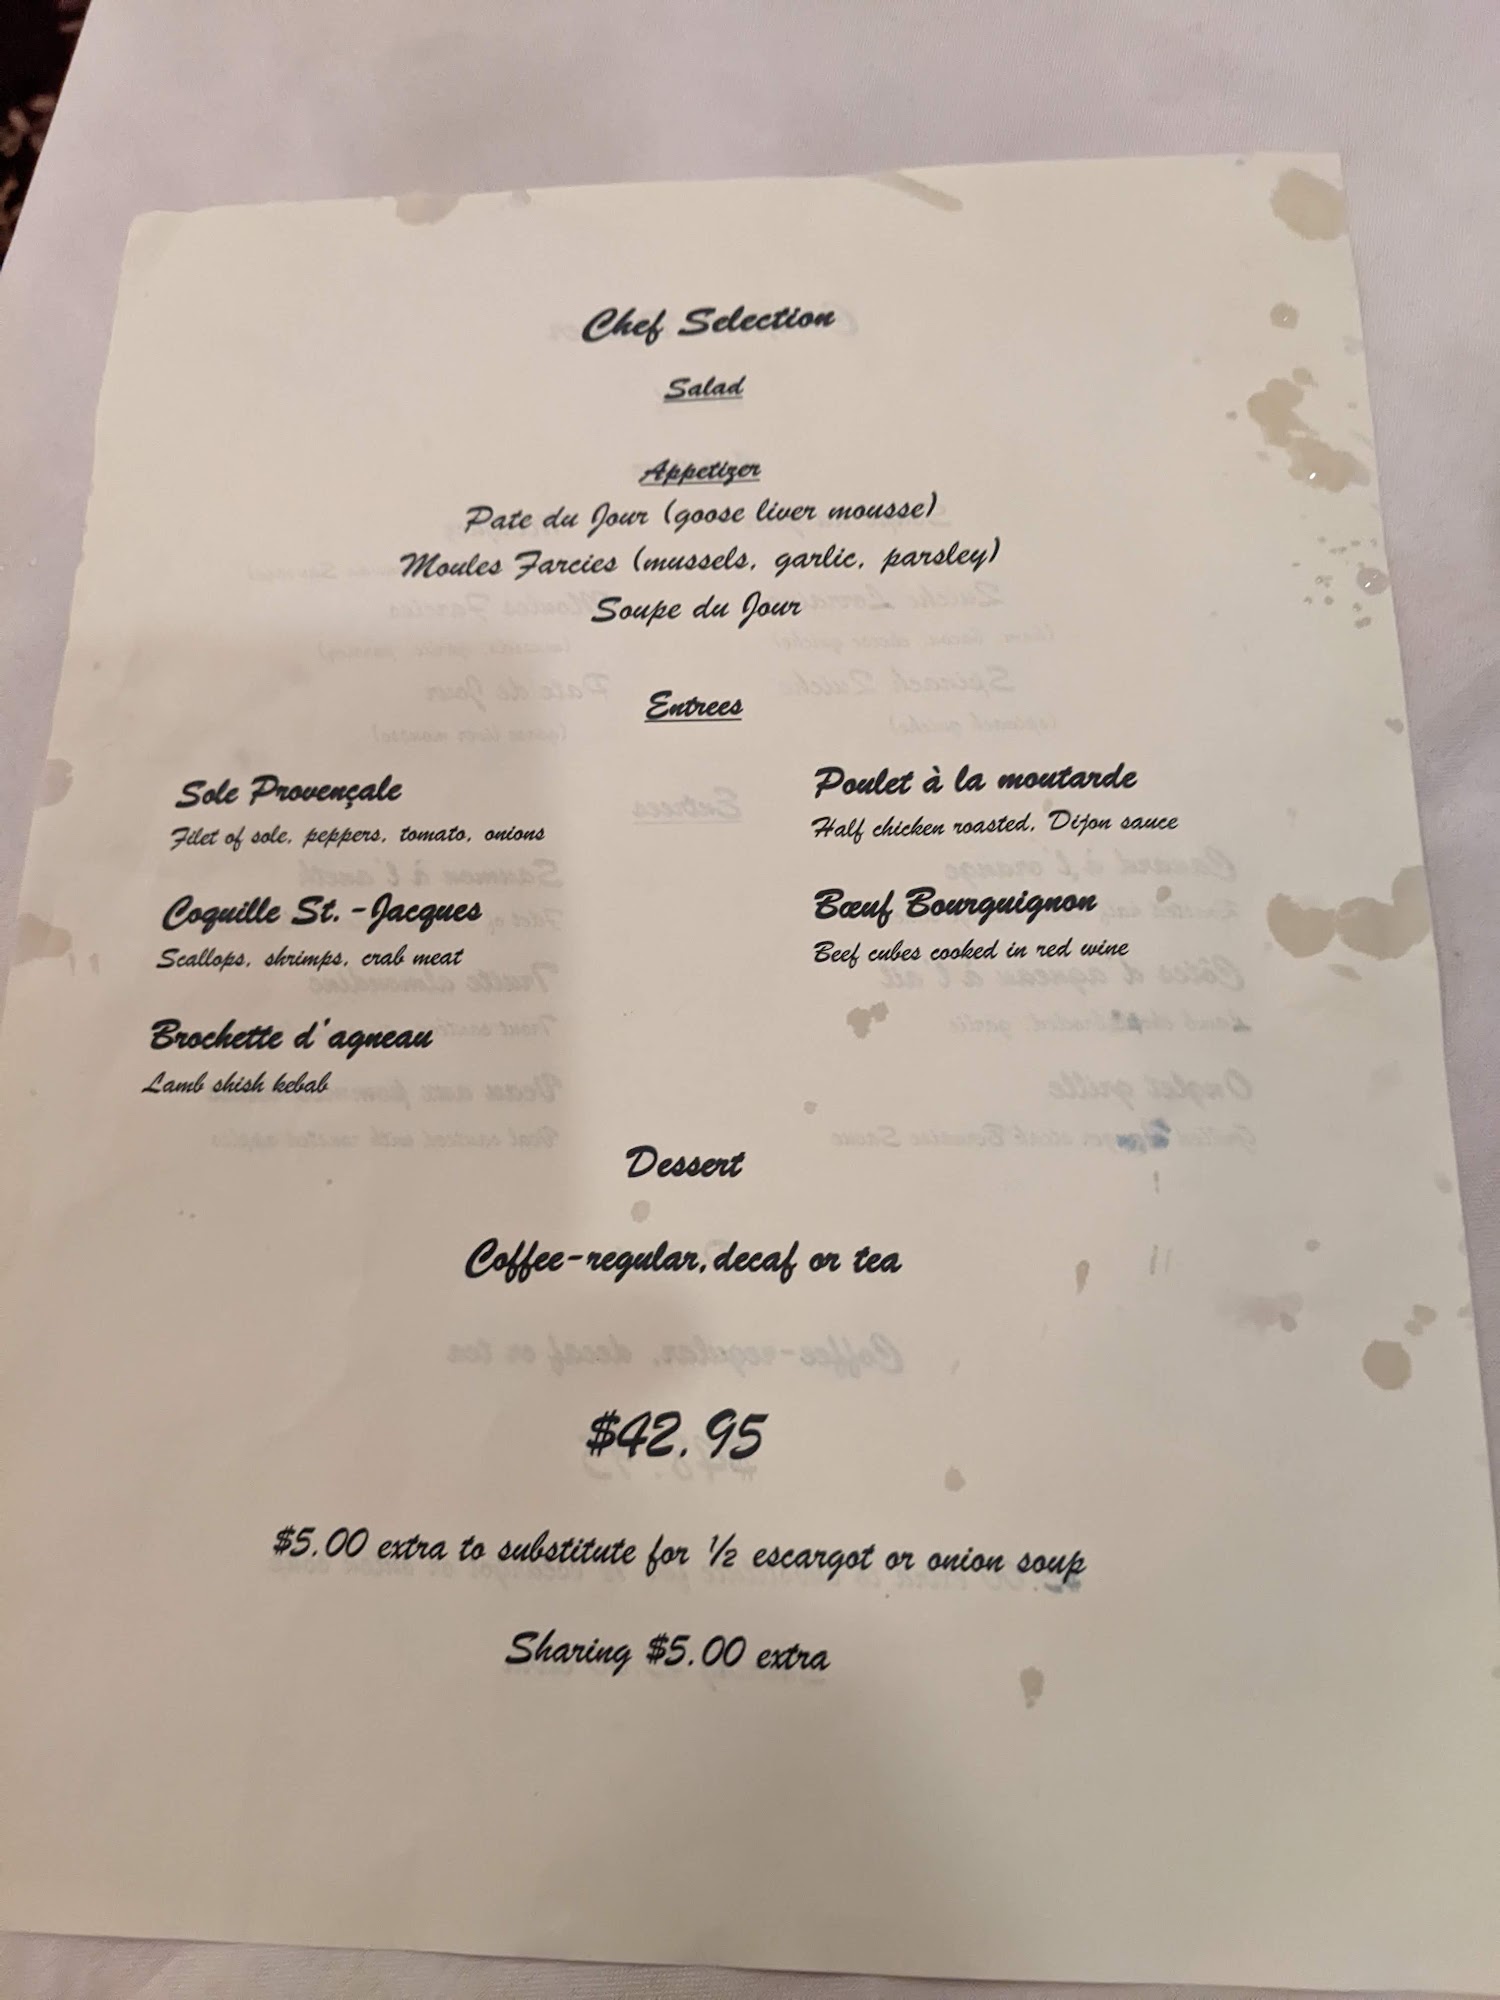 Chef Selection
Salad
Appetizer
Pate du Jour (goose liver mousse)
Moules Farcies (mussels, garlic, parsley)
Soupe du Jour
Entrees
Sole Provençale
Filet of sole, peppers, tomato, onions
Coquille St. -Jacques
Scallops, shrimps, crab meat
Brochette d'agneau
Lamb shish kebab
Poulet à la moutarde
Half chicken roasted, Dijon sauce
Bœuf Bourguignon
Beef cubes cooked in red wine
Dessert
Coffee-regular, decaf or tea
$42.95
$5.00 extra to substitute for ½ escargot or onion soup
Sharing $5.00 extra